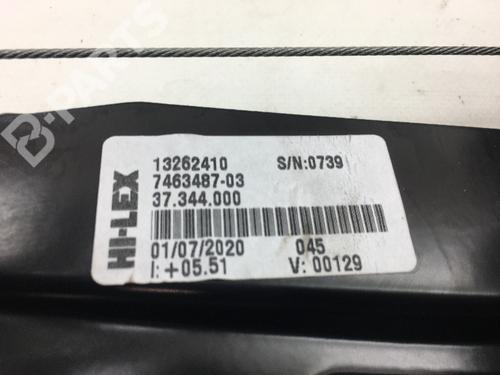 B-PARTS
HI-LEX
13262410 S/N:0739
7463487-03
37.344.000
01/07/2020 045
I: +05.51 V: 00129